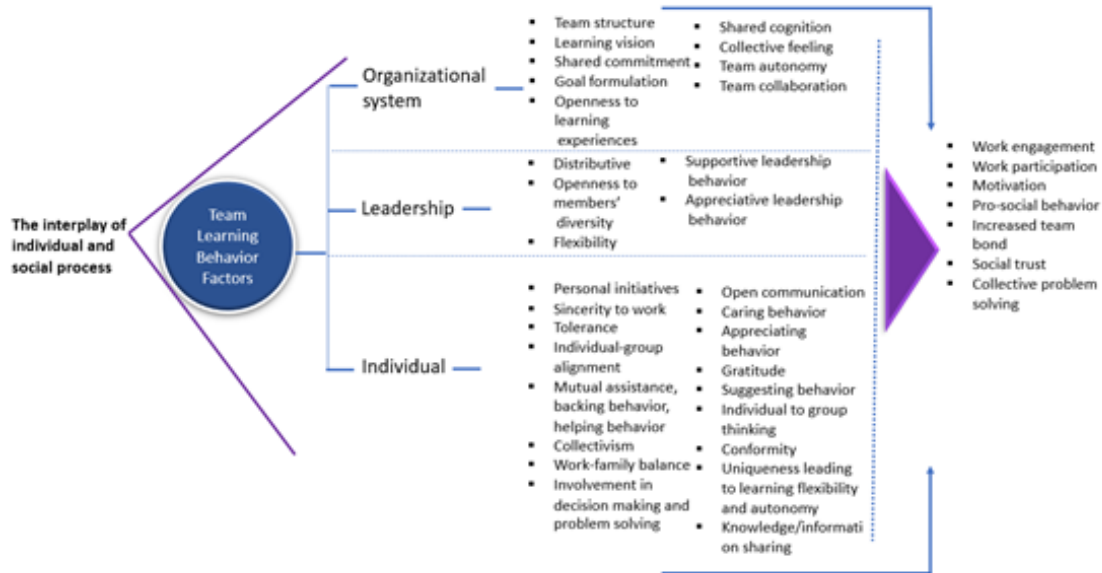 The interplay of
individual and
social process
Team
Learning
Behavior
Factors
Organizational
system
▪ Team structure
▪ Learning vision
▪ Shared commitment
▪ Goal formulation
▪ Openness to
learning
experiences
▪ Shared cognition
▪ Collective feeling
▪ Team autonomy
▪ Team collaboration
Leadership
▪ Distributive
▪ Openness to
members'
diversity
▪ Flexibility
▪ Supportive leadership
behavior
▪ Appreciative leadership
behavior
Individual
▪ Personal initiatives
▪ Sincerity to work
▪ Tolerance
▪ Individual-group
alignment
▪ Mutual assistance,
backing behavior,
helping behavior
▪ Collectivism
▪ Work-family balance
▪ Involvement in
decision making and
problem solving
▪ Open communication
▪ Caring behavior
▪ Appreciating
behavior
▪ Gratitude
▪ Suggesting behavior
▪ Individual to group
thinking
▪ Conformity
▪ Uniqueness leading
to learning flexibility
and autonomy
▪ Knowledge/informati
on sharing
▪ Work engagement
▪ Work participation
▪ Motivation
▪ Pro-social behavior
▪ Increased team
bond
▪ Social trust
▪ Collective problem
solving